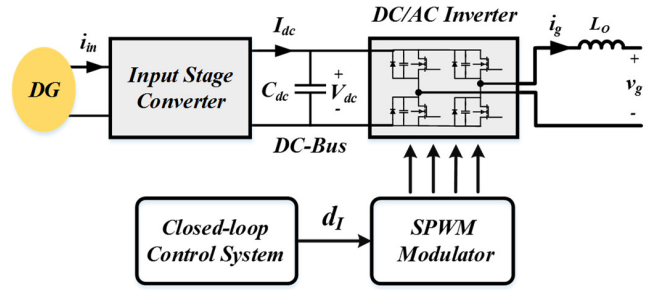 DG
i_in
Input Stage
Converter
I_dc
C_dc
+
V_dc
-
DC-Bus
DC/AC Inverter
i_g
L_O
+
v_g
-
Closed-loop
Control System
d_I
SPWM
Modulator